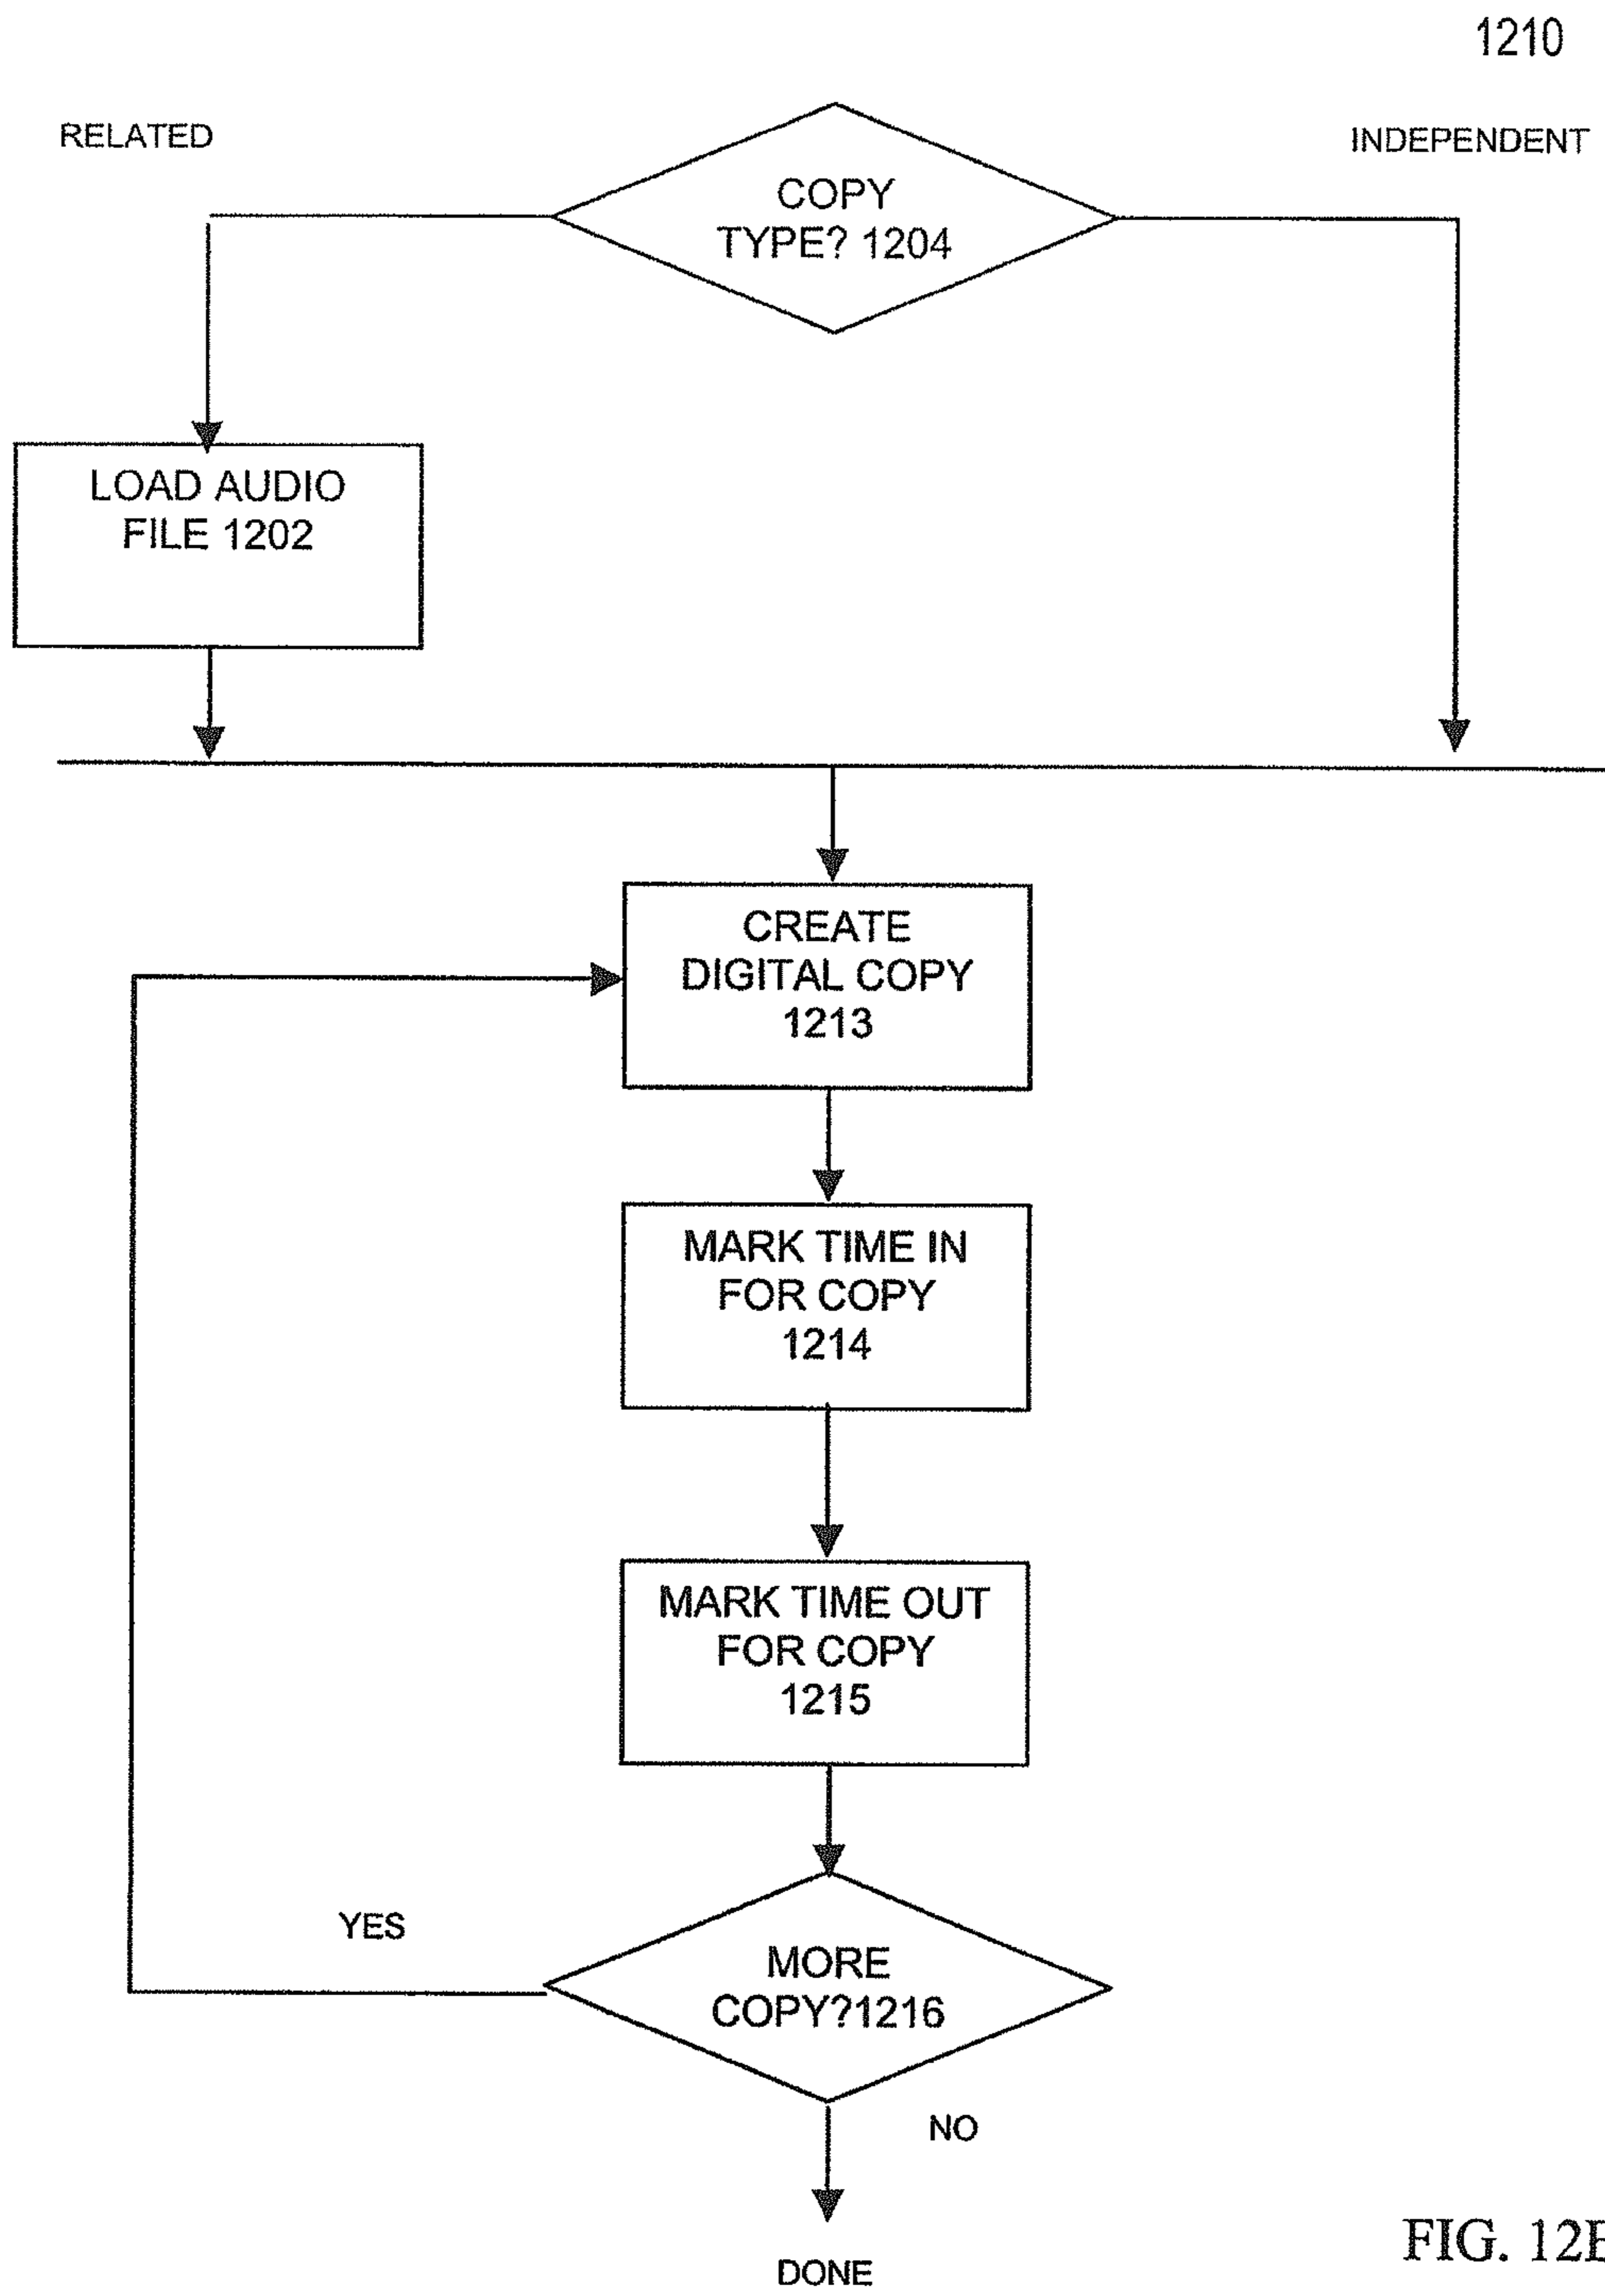 1210
RELATED
INDEPENDENT
COPY
TYPE? 1204
LOAD AUDIO
FILE 1202
CREATE
DIGITAL COPY
1213
MARK TIME IN
FOR COPY
1214
MARK TIME OUT
FOR COPY
1215
YES
MORE
COPY?1216
NO
DONE
FIG.